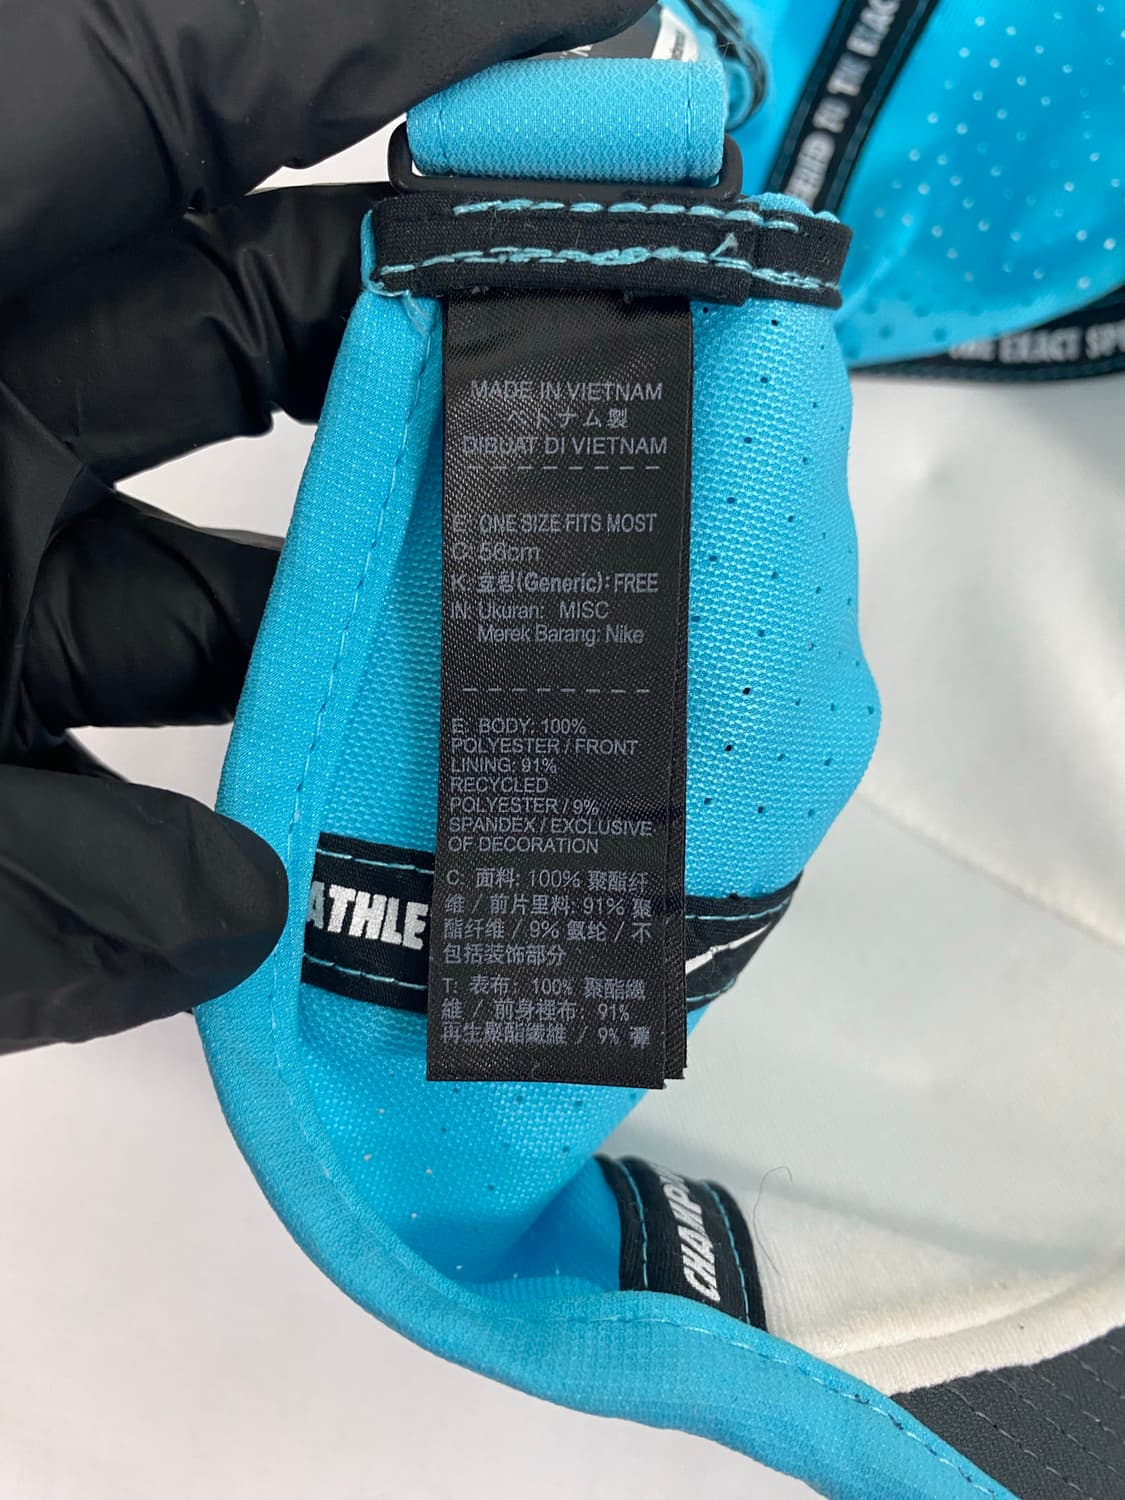 TO THE EXAC
THE EXACT SP
MADE IN VIETNAM
ベトナム製
DIBUAT DI VIETNAM
E: ONE SIZE FITS MOST
C: 56cm
K: 호칭(Generic): FREE
IN: Ukuran: MISC
Merek Barang: Nike
E: BODY: 100%
POLYESTER / FRONT
LINING: 91%
RECYCLED
POLYESTER / 9%
SPANDEX / EXCLUSIVE
OF DECORATION
C: 面料: 100% 聚酯纤
维 / 前片里料: 91% 聚
酯纤维 / 9% 氨纶 / 不
包括装饰部分
T: 表布: 100% 聚酯纖
維 / 前身裡布: 91%
再生聚酯纖維 / 9% 彈
ATHLE
CHAMP